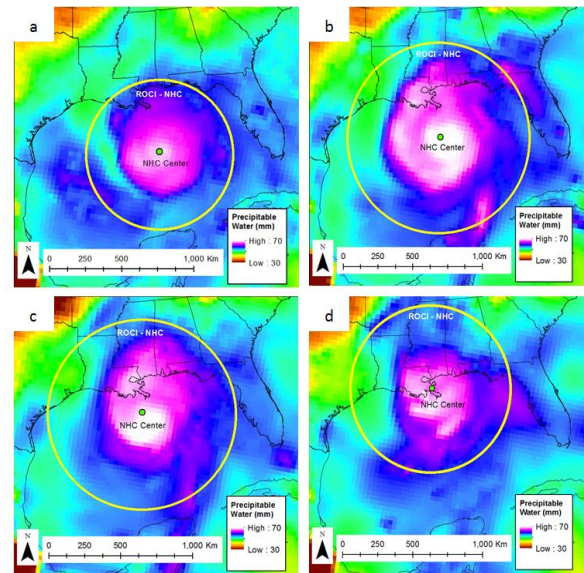 a
ROCI - NHC
NHC Center
Precipitable
Water (mm)
High : 70
Low : 30
N
0 250 500 1,000 Km
b
ROCI - NHC
NHC Center
Precipitable
Water (mm)
High : 70
Low : 30
N
0 250 500 1,000 Km
c
ROCI - NHC
NHC Center
Precipitable
Water (mm)
High : 70
Low : 30
N
0 250 500 1,000 Km
d
ROCI - NHC
NHC Center
Precipitable
Water (mm)
High : 70
Low : 30
N
0 250 500 1,000 Km